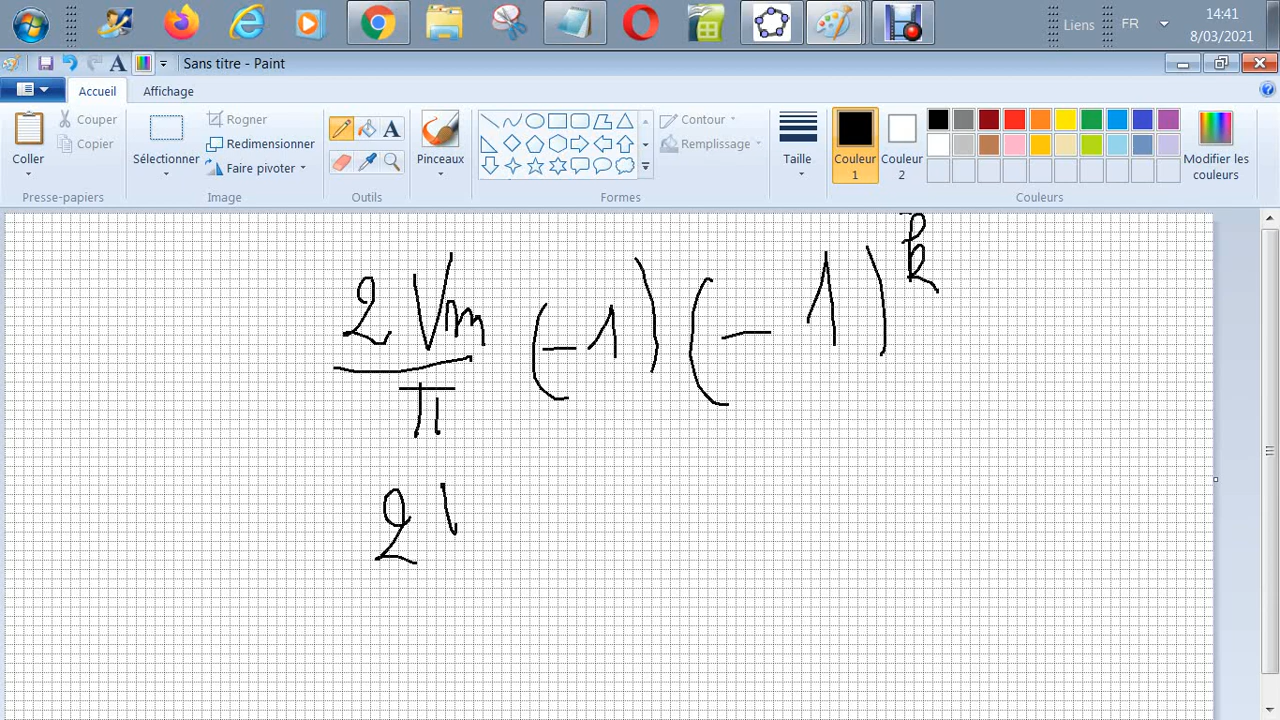 14:41
Liens FR
8/03/2021
Sans titre - Paint
Accueil Affichage
Coller
Couper
Copier
Presse-papiers
Sélectionner
Rogner
Redimensionner
Faire pivoter
Image
A
Outils
Pinceaux
Contour
Remplissage
Formes
Taille
Couleur 1
Couleur 2
Modifier les couleurs
Couleurs
2 Vm/π (-1) (-1)^k
2